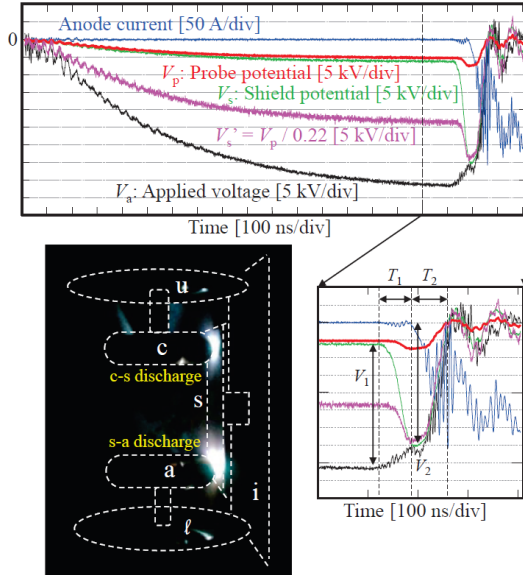 0
Anode current [50 A/div]
Vp: Probe potential [5 kV/div]
Vs: Shield potential [5 kV/div]
Vs' = Vp / 0.22 [5 kV/div]
Va: Applied voltage [5 kV/div]
Time [100 ns/div]
u
c
c-s discharge
s
s-a discharge
a
i
ℓ
T1 T2
V1
V2
Time [100 ns/div]